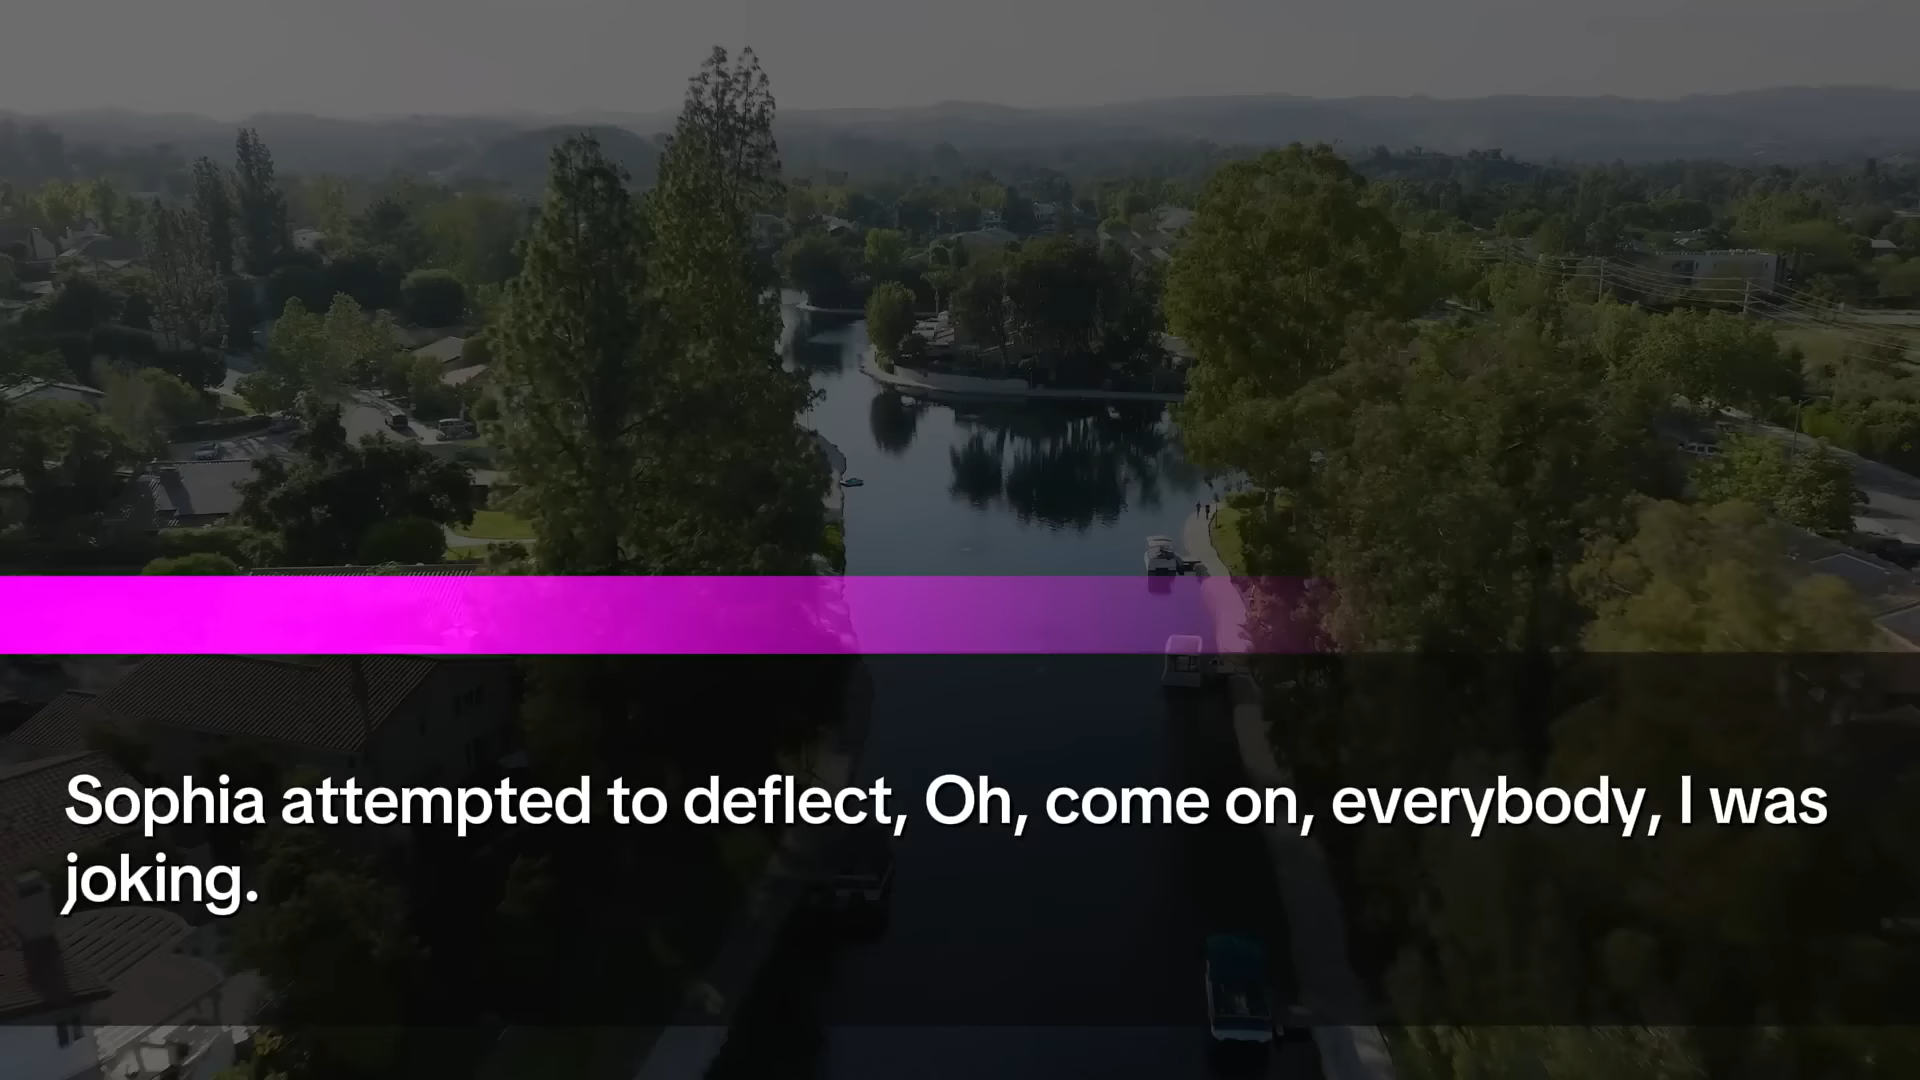 Sophia attempted to deflect, Oh, come on, everybody, I was
joking.